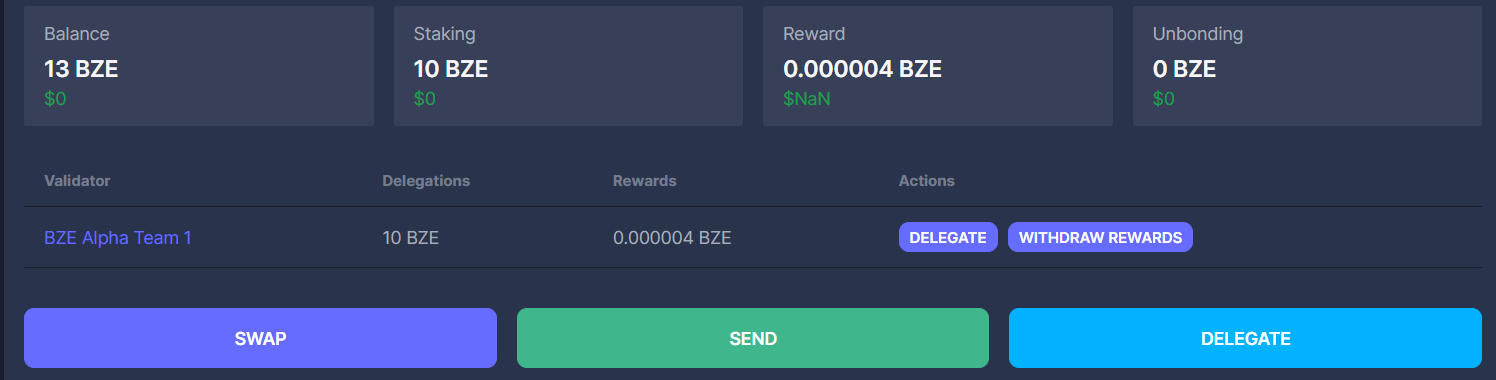 Balance Staking Reward Unbonding
13 BZE 10 BZE 0.000004 BZE 0 BZE
$0 $0 $NaN $0
Validator Delegations Rewards Actions
BZE Alpha Team 1 10 BZE 0.000004 BZE DELEGATE WITHDRAW REWARDS
SWAP SEND DELEGATE